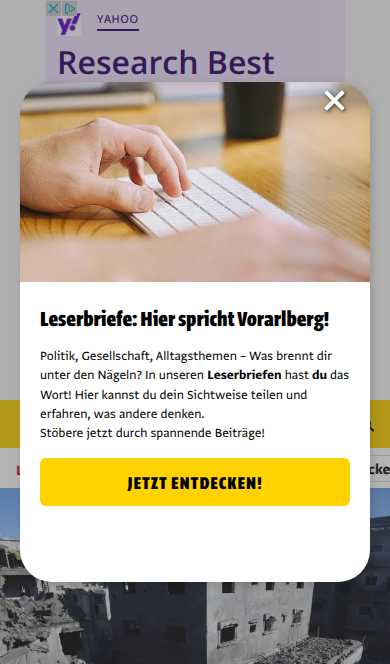 YAHOO
Research Best
Leserbriefe: Hier spricht Vorarlberg!
Politik, Gesellschaft, Alltagsthemen – Was brennt dir
unter den Nägeln? In unseren Leserbriefen hast du das
Wort! Hier kannst du dein Sichtweise teilen und
erfahren, was andere denken.
Stöbere jetzt durch spannende Beiträge!
JETZT ENTDECKEN!